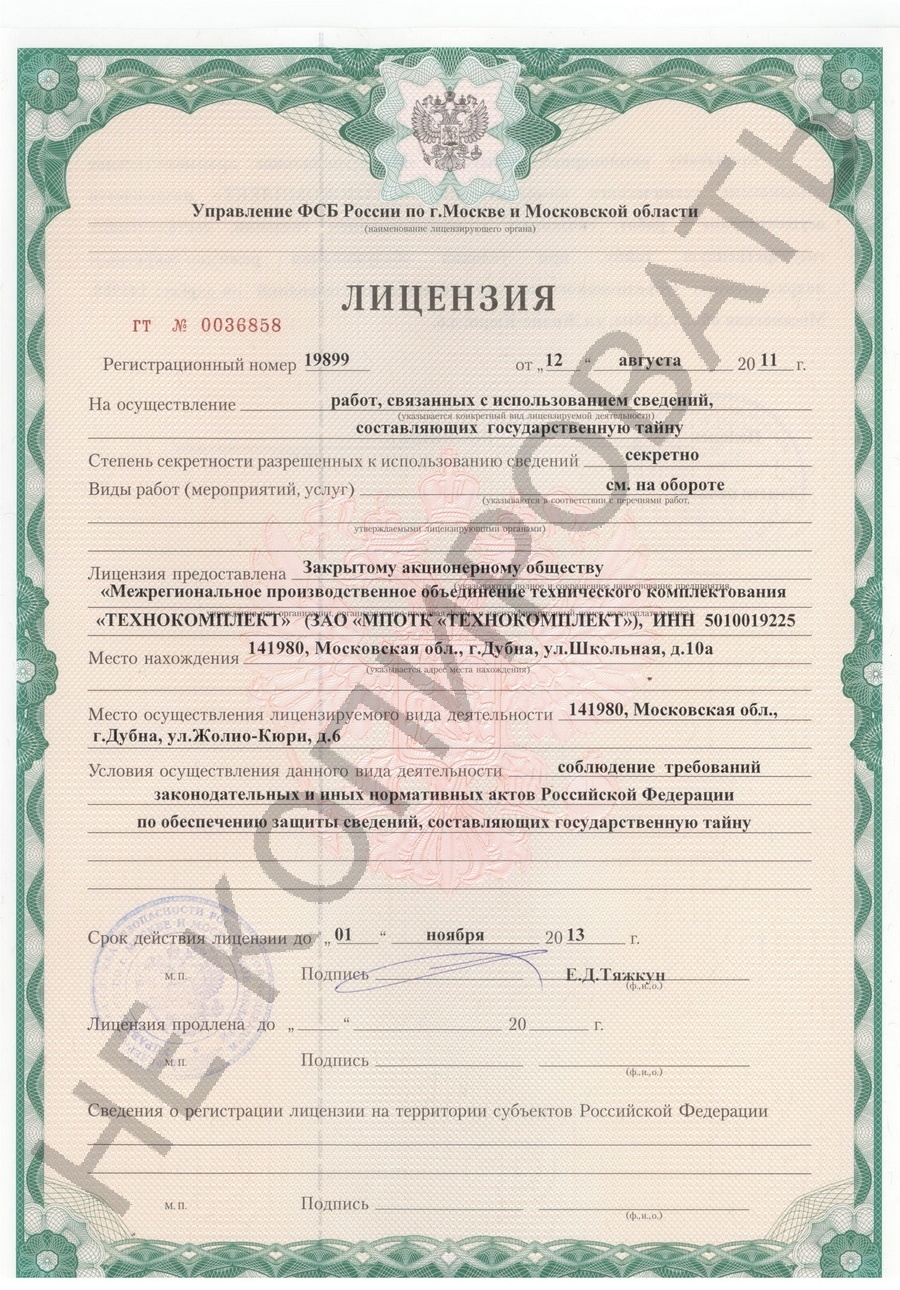 Управление ФСБ России по г.Москве и Московской области
(наименование лицензирующего органа)
ЛИЦЕНЗИЯ
ГТ № 0036858
Регистрационный номер 19899 от „ 12 “ августа 20 11 г.
На осуществление работ, связанных с использованием сведений,
(указывается конкретный вид лицензируемой деятельности)
составляющих государственную тайну
Степень секретности разрешенных к использованию сведений секретно
Виды работ (мероприятий, услуг) см. на обороте
(указываются в соответствии с перечнями работ,
утверждаемыми лицензирующими органами)
Лицензия предоставлена Закрытому акционерному обществу
(указываются полное и сокращенное наименование предприятия,
«Межрегиональное производственное объединение технического комплектования
«ТЕХНОКОМПЛЕКТ» (ЗАО «МПОТК «ТЕХНОКОМПЛЕКТ»), ИНН 5010019225
Место нахождения 141980, Московская обл., г.Дубна, ул.Школьная, д.10а
(указывается адрес места нахождения)
Место осуществления лицензируемого вида деятельности 141980, Московская обл.,
г.Дубна, ул.Жолио-Кюри, д.6
Условия осуществления данного вида деятельности соблюдение требований
законодательных и иных нормативных актов Российской Федерации
по обеспечению защиты сведений, составляющих государственную тайну
Срок действия лицензии до „ 01 “ ноября 20 13 г.
М.П. Подпись Е.Д.Тяжкун
(ф.,и.,о.)
Лицензия продлена до „ “ 20 г.
М.П. Подпись
(ф.,и.,о.)
Сведения о регистрации лицензии на территории субъектов Российской Федерации
М.П. Подпись
(ф.,и.,о.)
НЕ КОПИРОВАТЬ